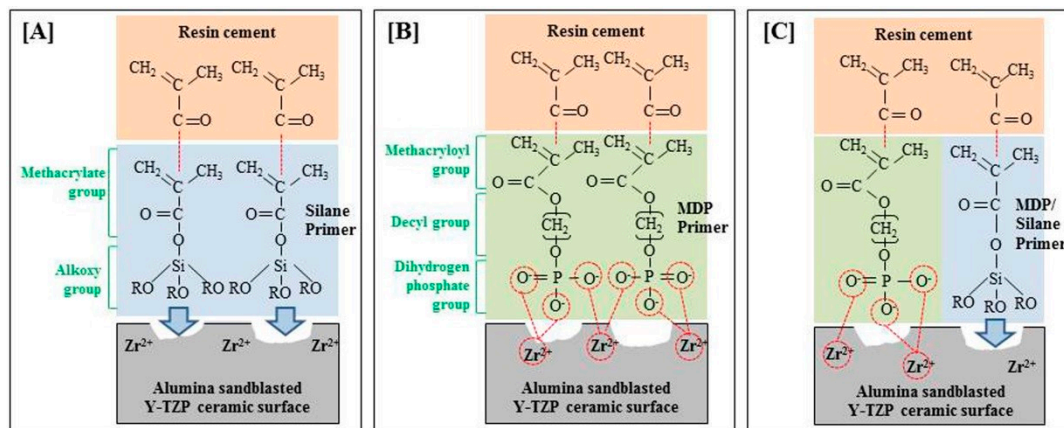 [A]
Resin cement
CH₂
CH₃
CH₂
CH₃
C=O
C=O
Methacrylate
group
CH₂
CH₃
CH₂
CH₃
O=C
O=C
Silane
Primer
O
O
Alkoxy
group
Si
Si
RO
RO
RO
RO
RO
RO
Zr²⁺
Zr²⁺
Zr²⁺
Alumina sandblasted
Y-TZP ceramic surface
[B]
Resin cement
CH₂
CH₃
CH₂
CH₃
C=O
C=O
Methacryloyl
group
CH₂
CH₃
CH₂
CH₃
O=C
O=C
O
O
Decyl group
(CH₂)
(CH₂)
MDP
Primer
O
O
Dihydrogen
phosphate
group
O⁻
P
O⁻
O⁻
P
O⁻
O⁻
O⁻
Zr²⁺
Zr²⁺
Zr²⁺
Alumina sandblasted
Y-TZP ceramic surface
[C]
Resin cement
CH₂
CH₃
CH₂
CH₃
C=O
C=O
CH₂
CH₃
CH₂
CH₃
O=C
O=C
MDP/
Silane
Primer
O
(CH₂)
O
O
O⁻
P
O⁻
O⁻
Si
RO
RO
RO
Zr²⁺
Zr²⁺
Zr²⁺
Alumina sandblasted
Y-TZP ceramic surface